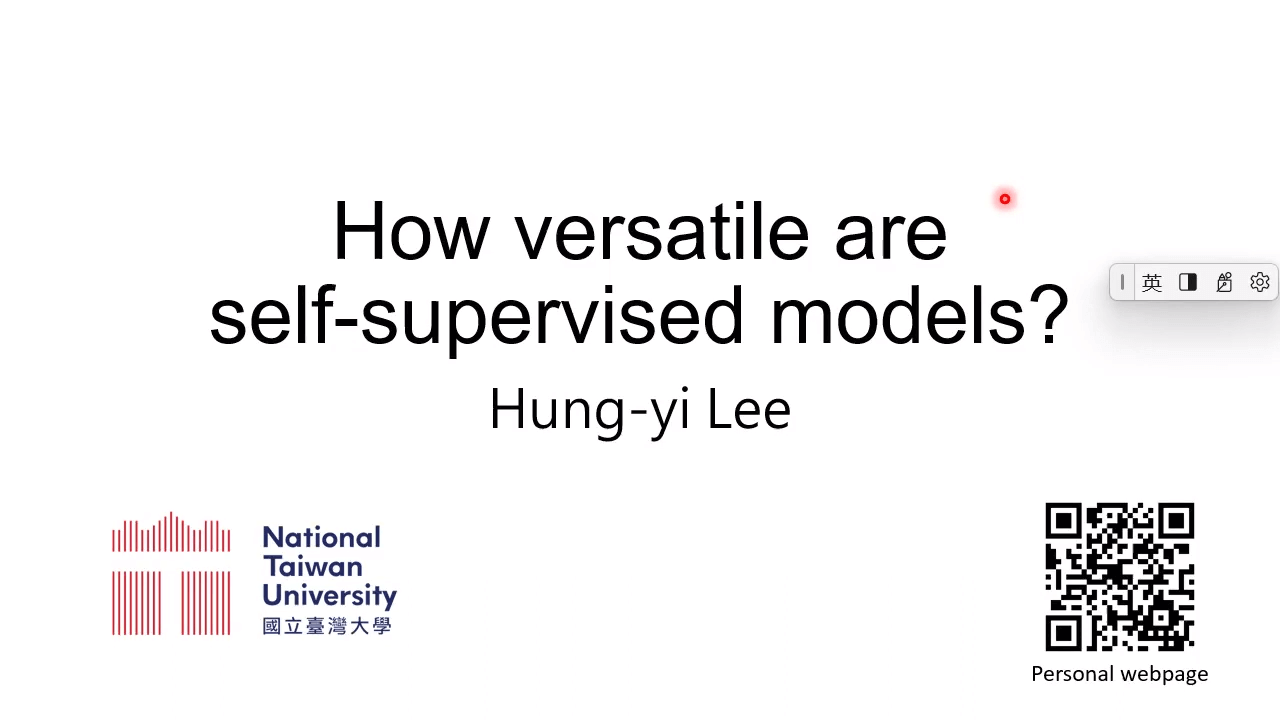 How versatile are
self-supervised models?
英
Hung-yi Lee
National
Taiwan
University
國立臺灣大學
Personal webpage